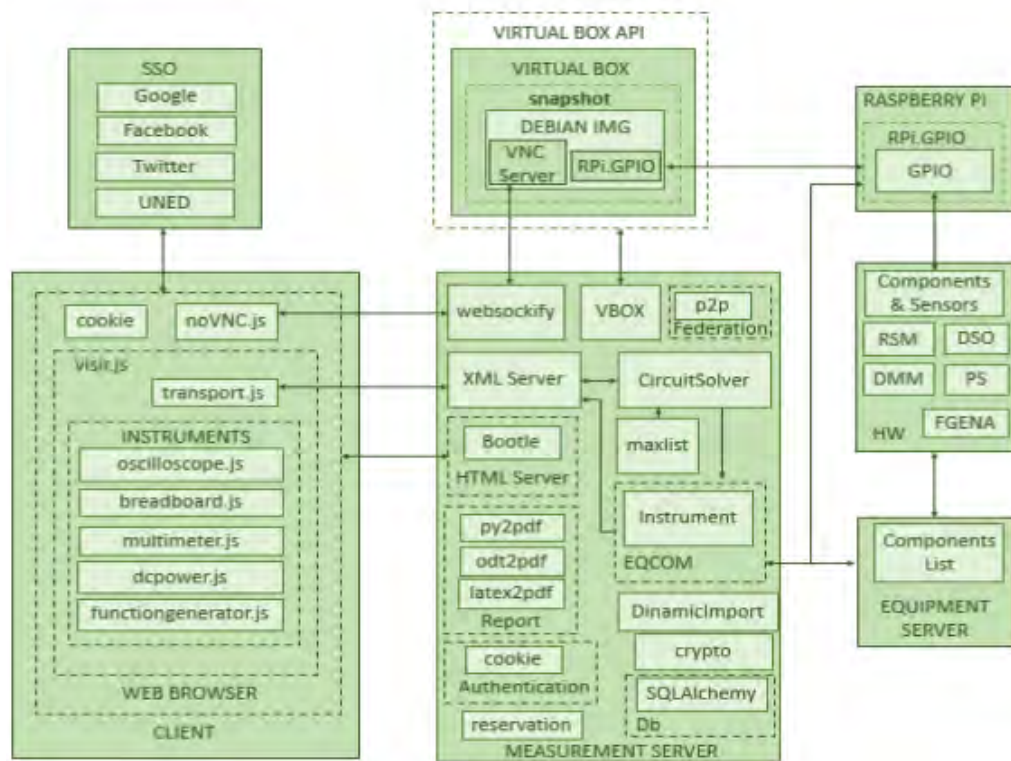 SSO
Google
Facebook
Twitter
UNED
VIRTUAL BOX API
VIRTUAL BOX
snapshot
DEBIAN IMG
VNC
Server
RPi.GPIO
RASPBERRY PI
RPi.GPIO
GPIO
cookie
noVNC.js
visir.js
transport.js
INSTRUMENTS
oscilloscope.js
breadboard.js
multimeter.js
dcpower.js
functiongenerator.js
WEB BROWSER
CLIENT
websockify
VBOX
p2p
Federation
XML Server
CircuitSolver
maxlist
Bootle
HTML Server
Instrument
EQCOM
py2pdf
odt2pdf
latex2pdf
Report
DinamicImport
crypto
cookie
Authentication
SQLAlchemy
Db
reservation
MEASUREMENT SERVER
Components
& Sensors
RSM
DSO
DMM
PS
FGENA
HW
Components
List
EQUIPMENT
SERVER